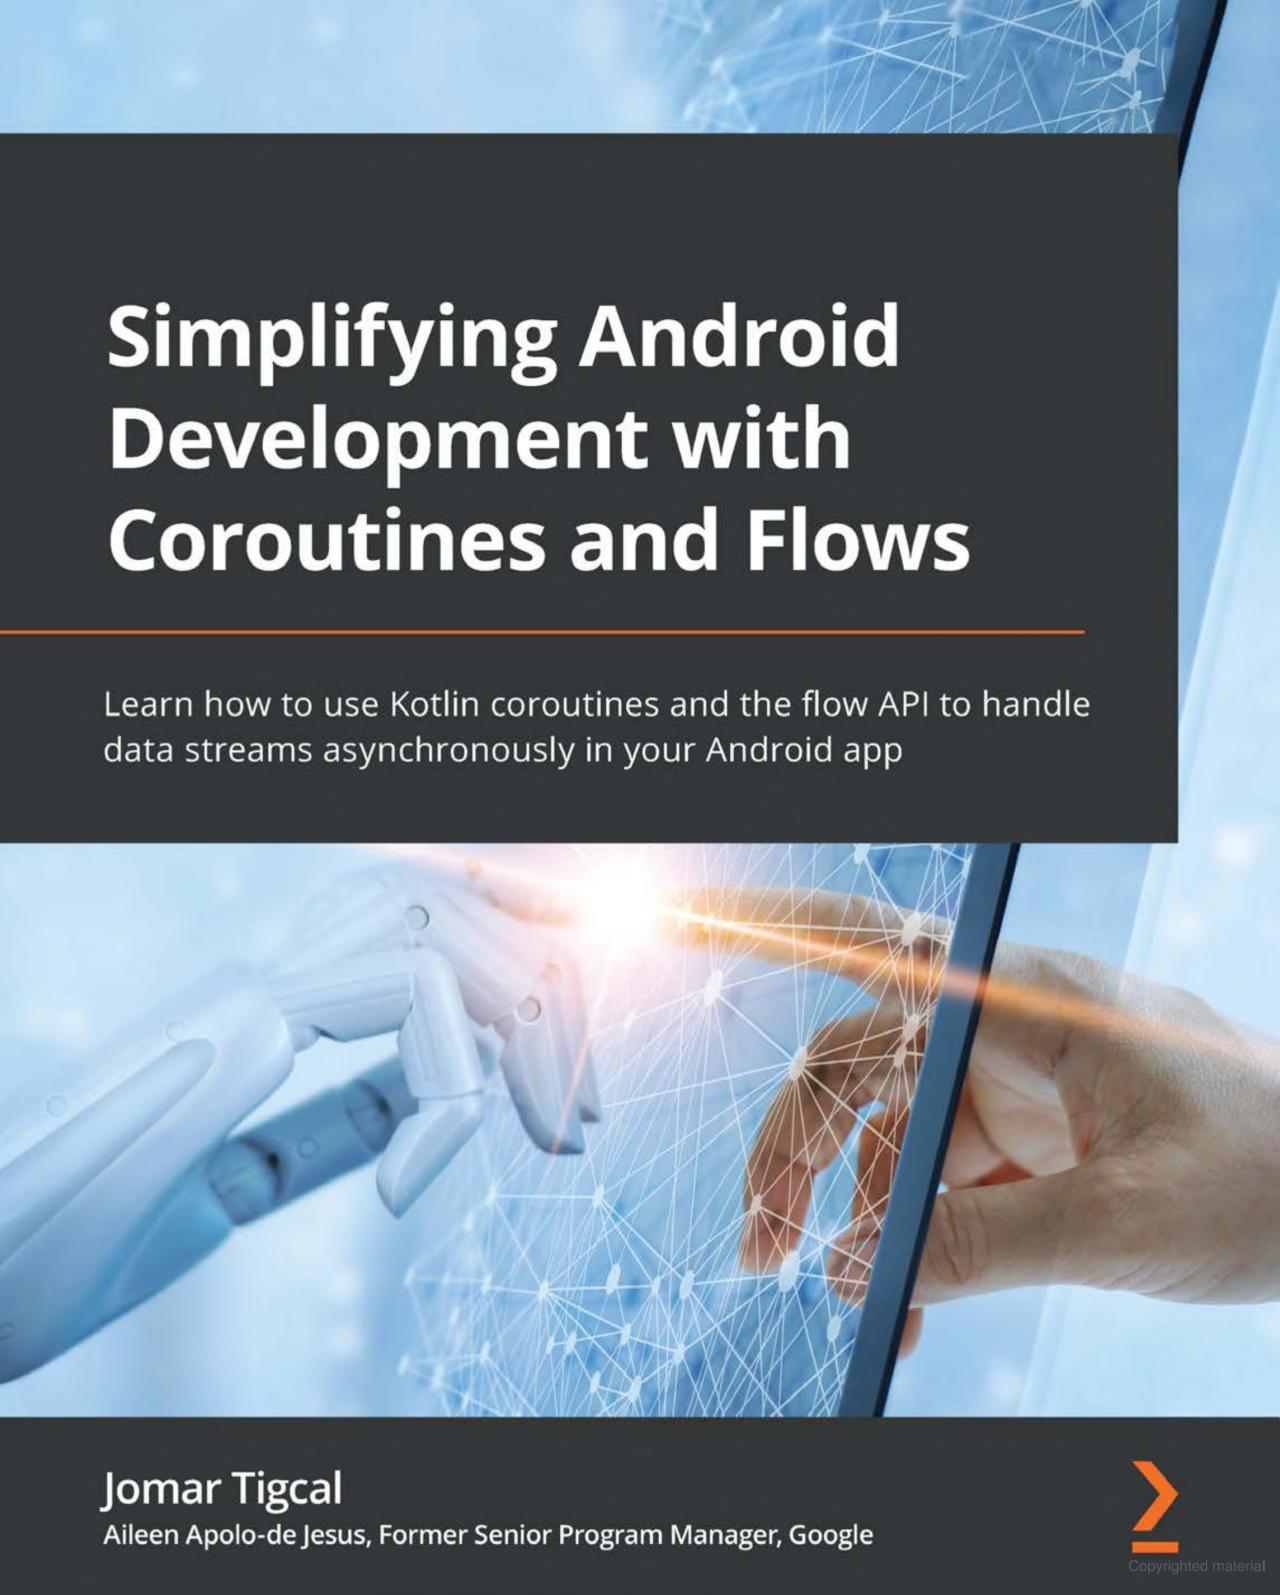 Simplifying Android
Development with
Coroutines and Flows
Learn how to use Kotlin coroutines and the flow API to handle
data streams asynchronously in your Android app
Jomar Tigcal
Aileen Apolo-de Jesus, Former Senior Program Manager, Google
Copyrighted material